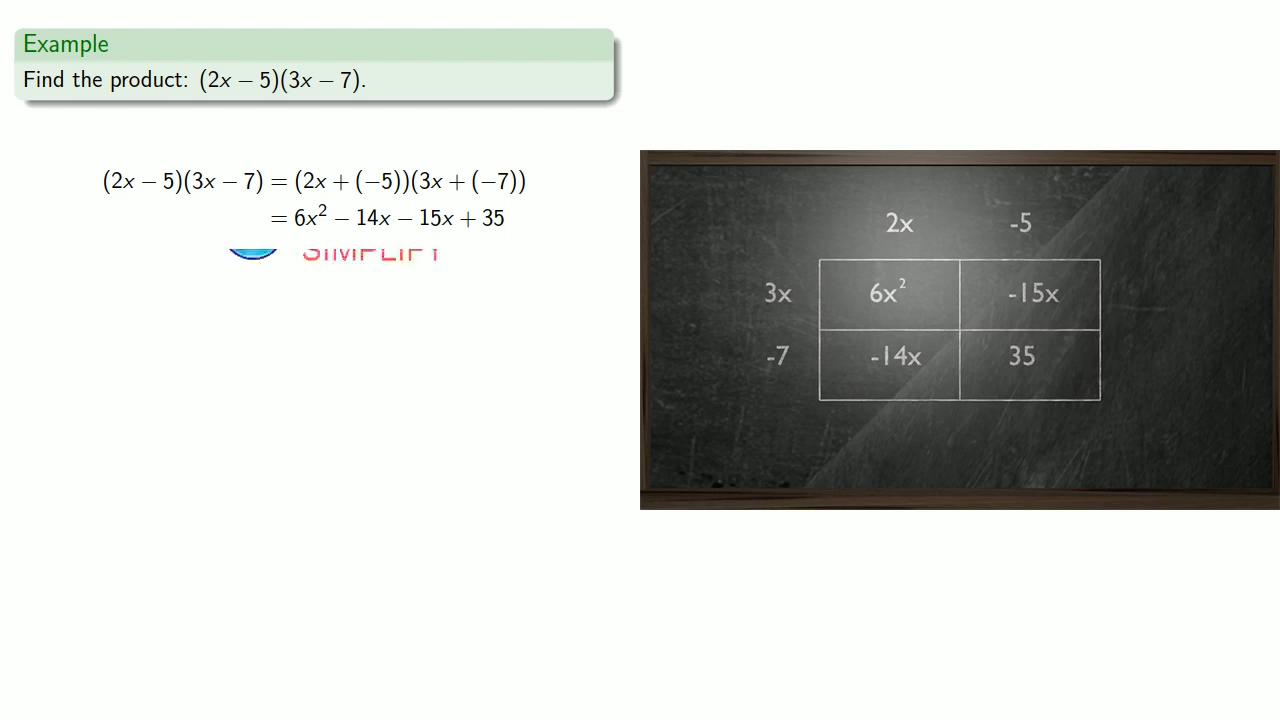 Example
Find the product: (2x − 5)(3x − 7).
(2x − 5)(3x − 7) = (2x + (−5))(3x + (−7))
= 6x² − 14x − 15x + 35
SIMPLIFY
2x -5
3x 6x² -15x
-7 -14x 35